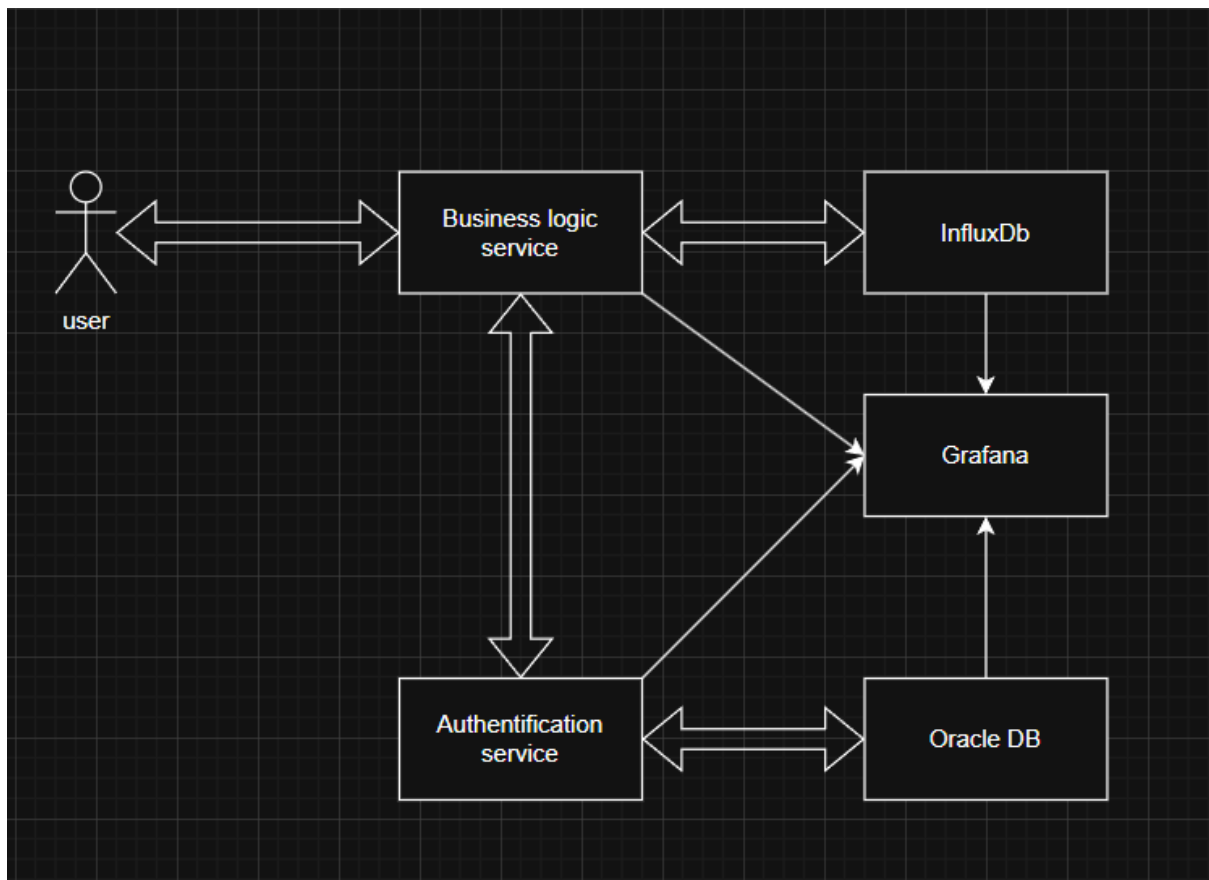 Business logic
service
InfluxDb
user
Grafana
Authentification
service
Oracle DB